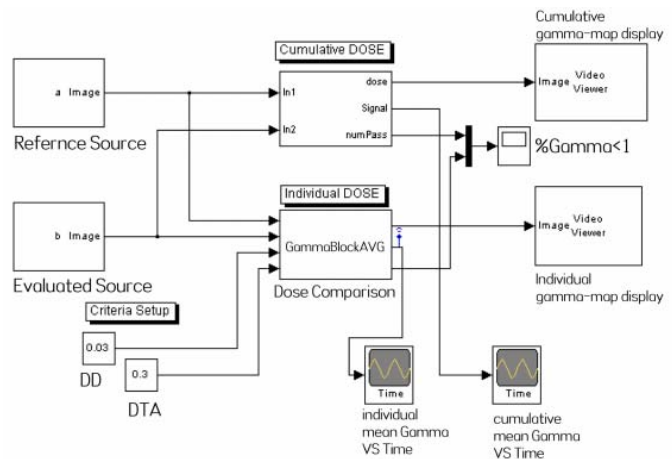 Cumulative
gamma-map display
Cumulative DOSE
a Image
Refernce Source
In1
In2
dose
Signal
numPass
Image Video
Viewer
%Gamma<1
Individual DOSE
b Image
Evaluated Source
GammaBlockAVG
Dose Comparison
Image Video
Viewer
Individual
gamma-map display
Criteria Setup
0.03
DD
0.3
DTA
Time
individual
mean Gamma
VS Time
Time
cumulative
mean Gamma
VS Time